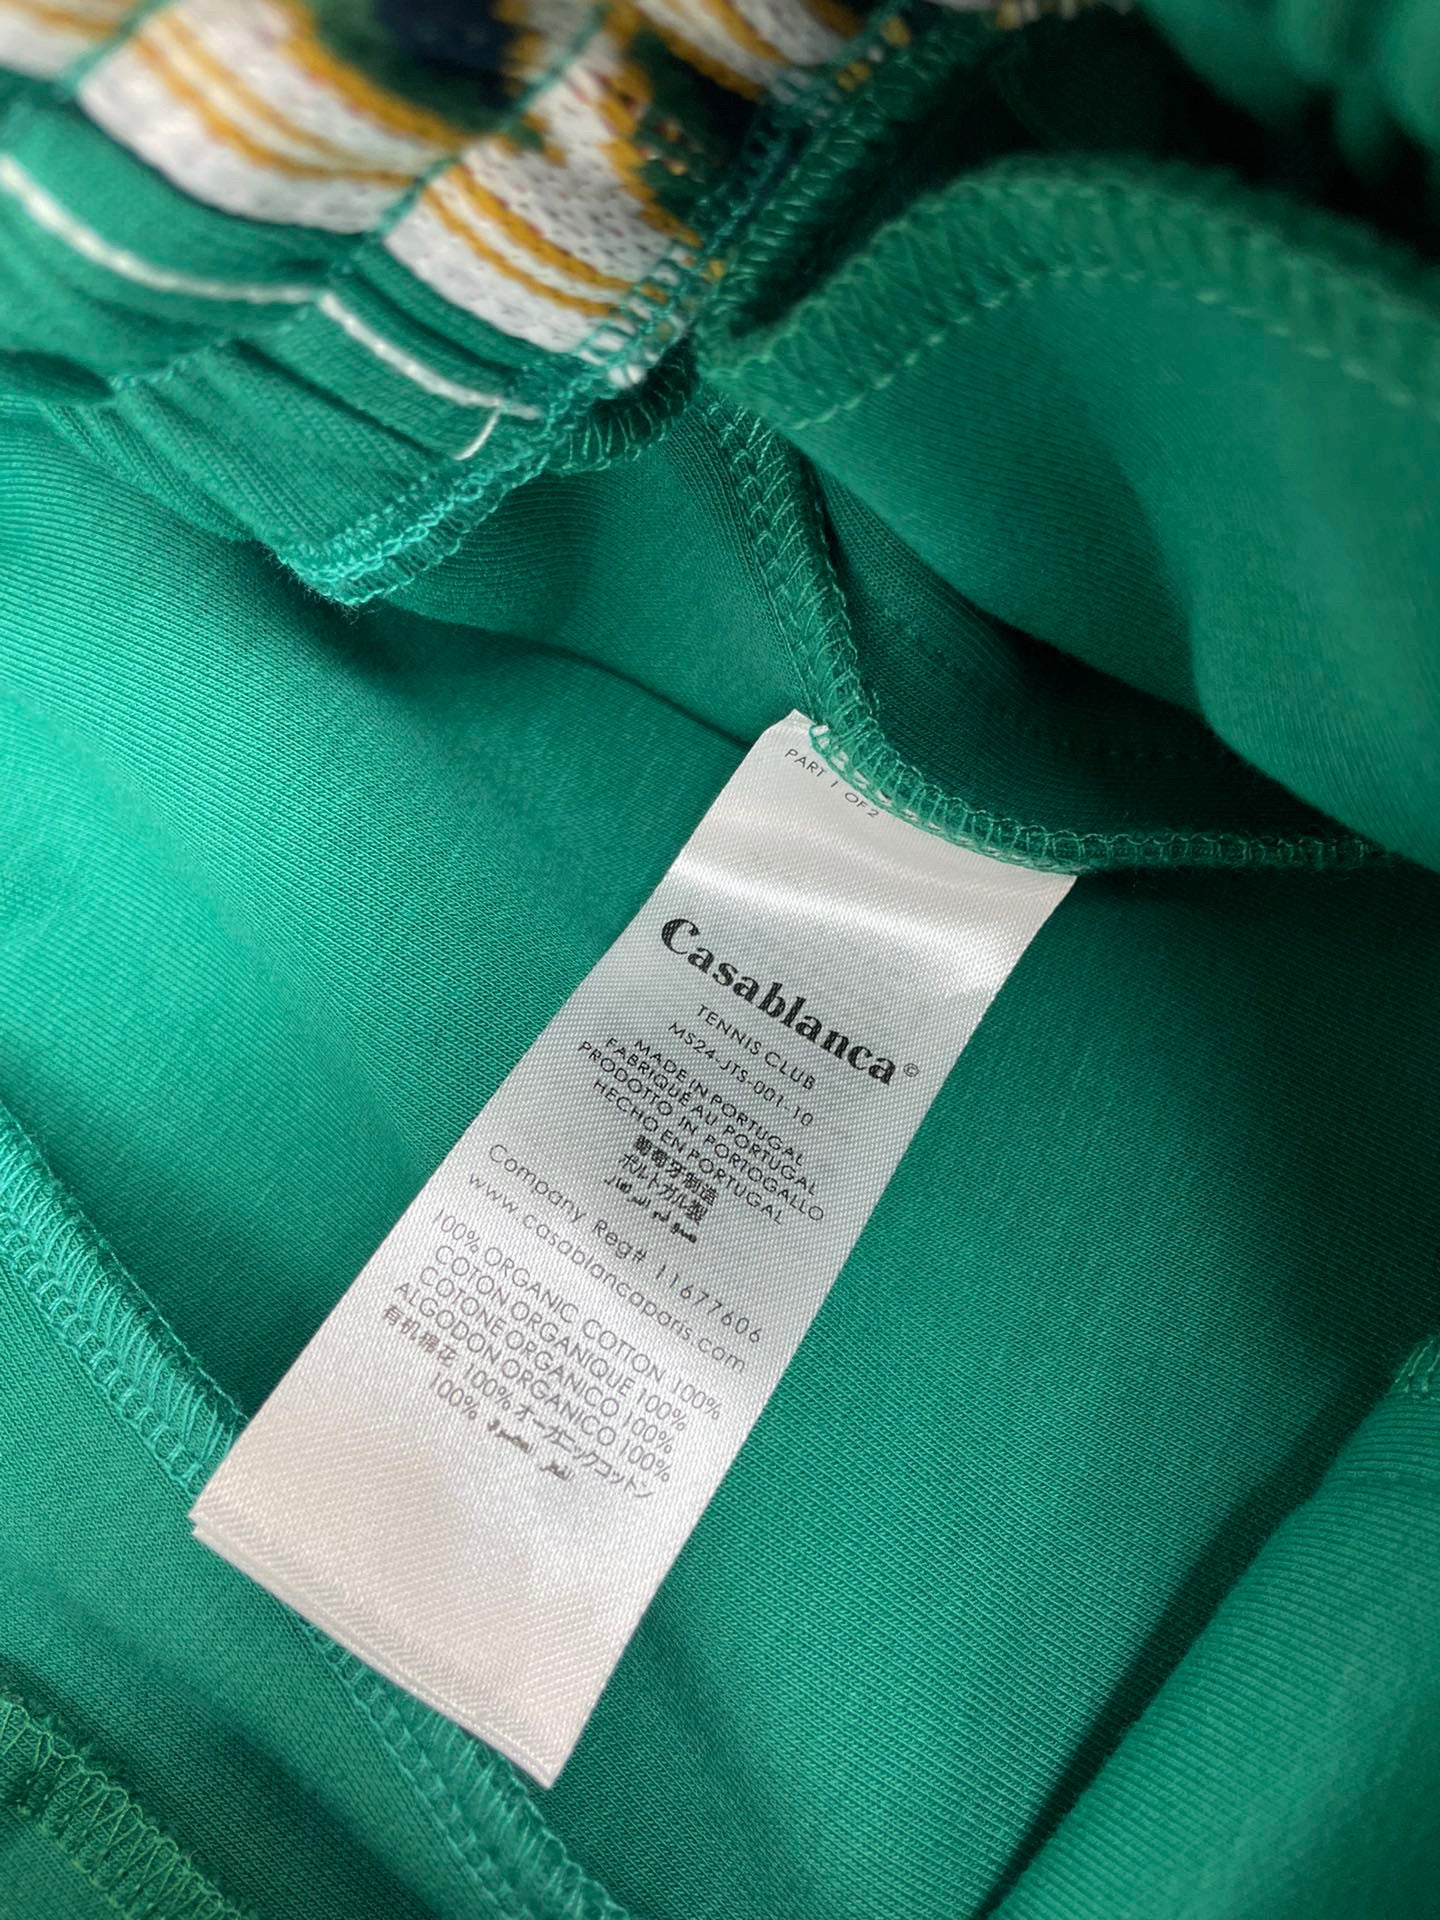 PART 1 OF 2
Casablanca©
TENNIS CLUB
MS24-JTS-001-10
MADE IN PORTUGAL
FABRIQUÉ AU PORTUGAL
PRODOTTO IN PORTOGALLO
HECHO EN PORTUGAL
葡萄牙制造
ポルトガル製
Company Reg# 11677606
www.casablancaparis.com
100% ORGANIC COTTON 100%
COTON ORGANIQUE 100%
COTONE ORGANICO 100%
ALGODON ORGANICO 100%
有机棉花 100% オーガニックコットン
100%